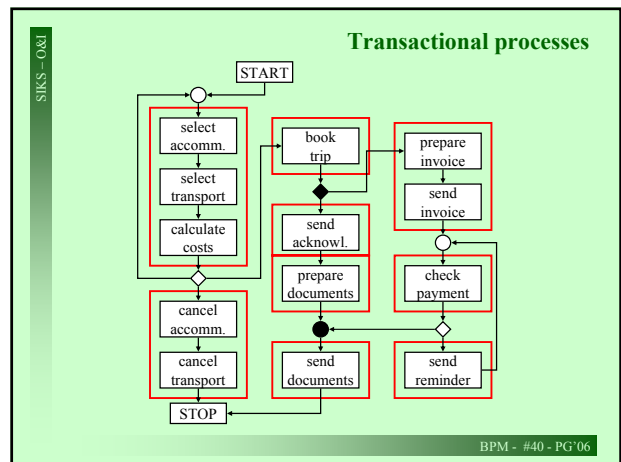 SIKS – O&I
Transactional processes
START
select
accomm.
select
transport
calculate
costs
cancel
accomm.
cancel
transport
STOP
book
trip
send
acknowl.
prepare
documents
send
documents
prepare
invoice
send
invoice
check
payment
send
reminder
BPM - #40 - PG'06